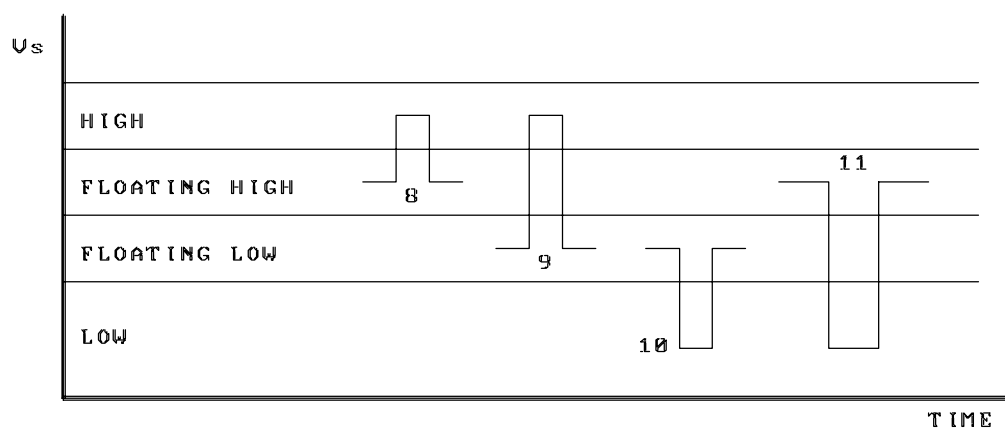 Vs
HIGH
11
FLOATING HIGH
8
FLOATING LOW
9
LOW
10
TIME